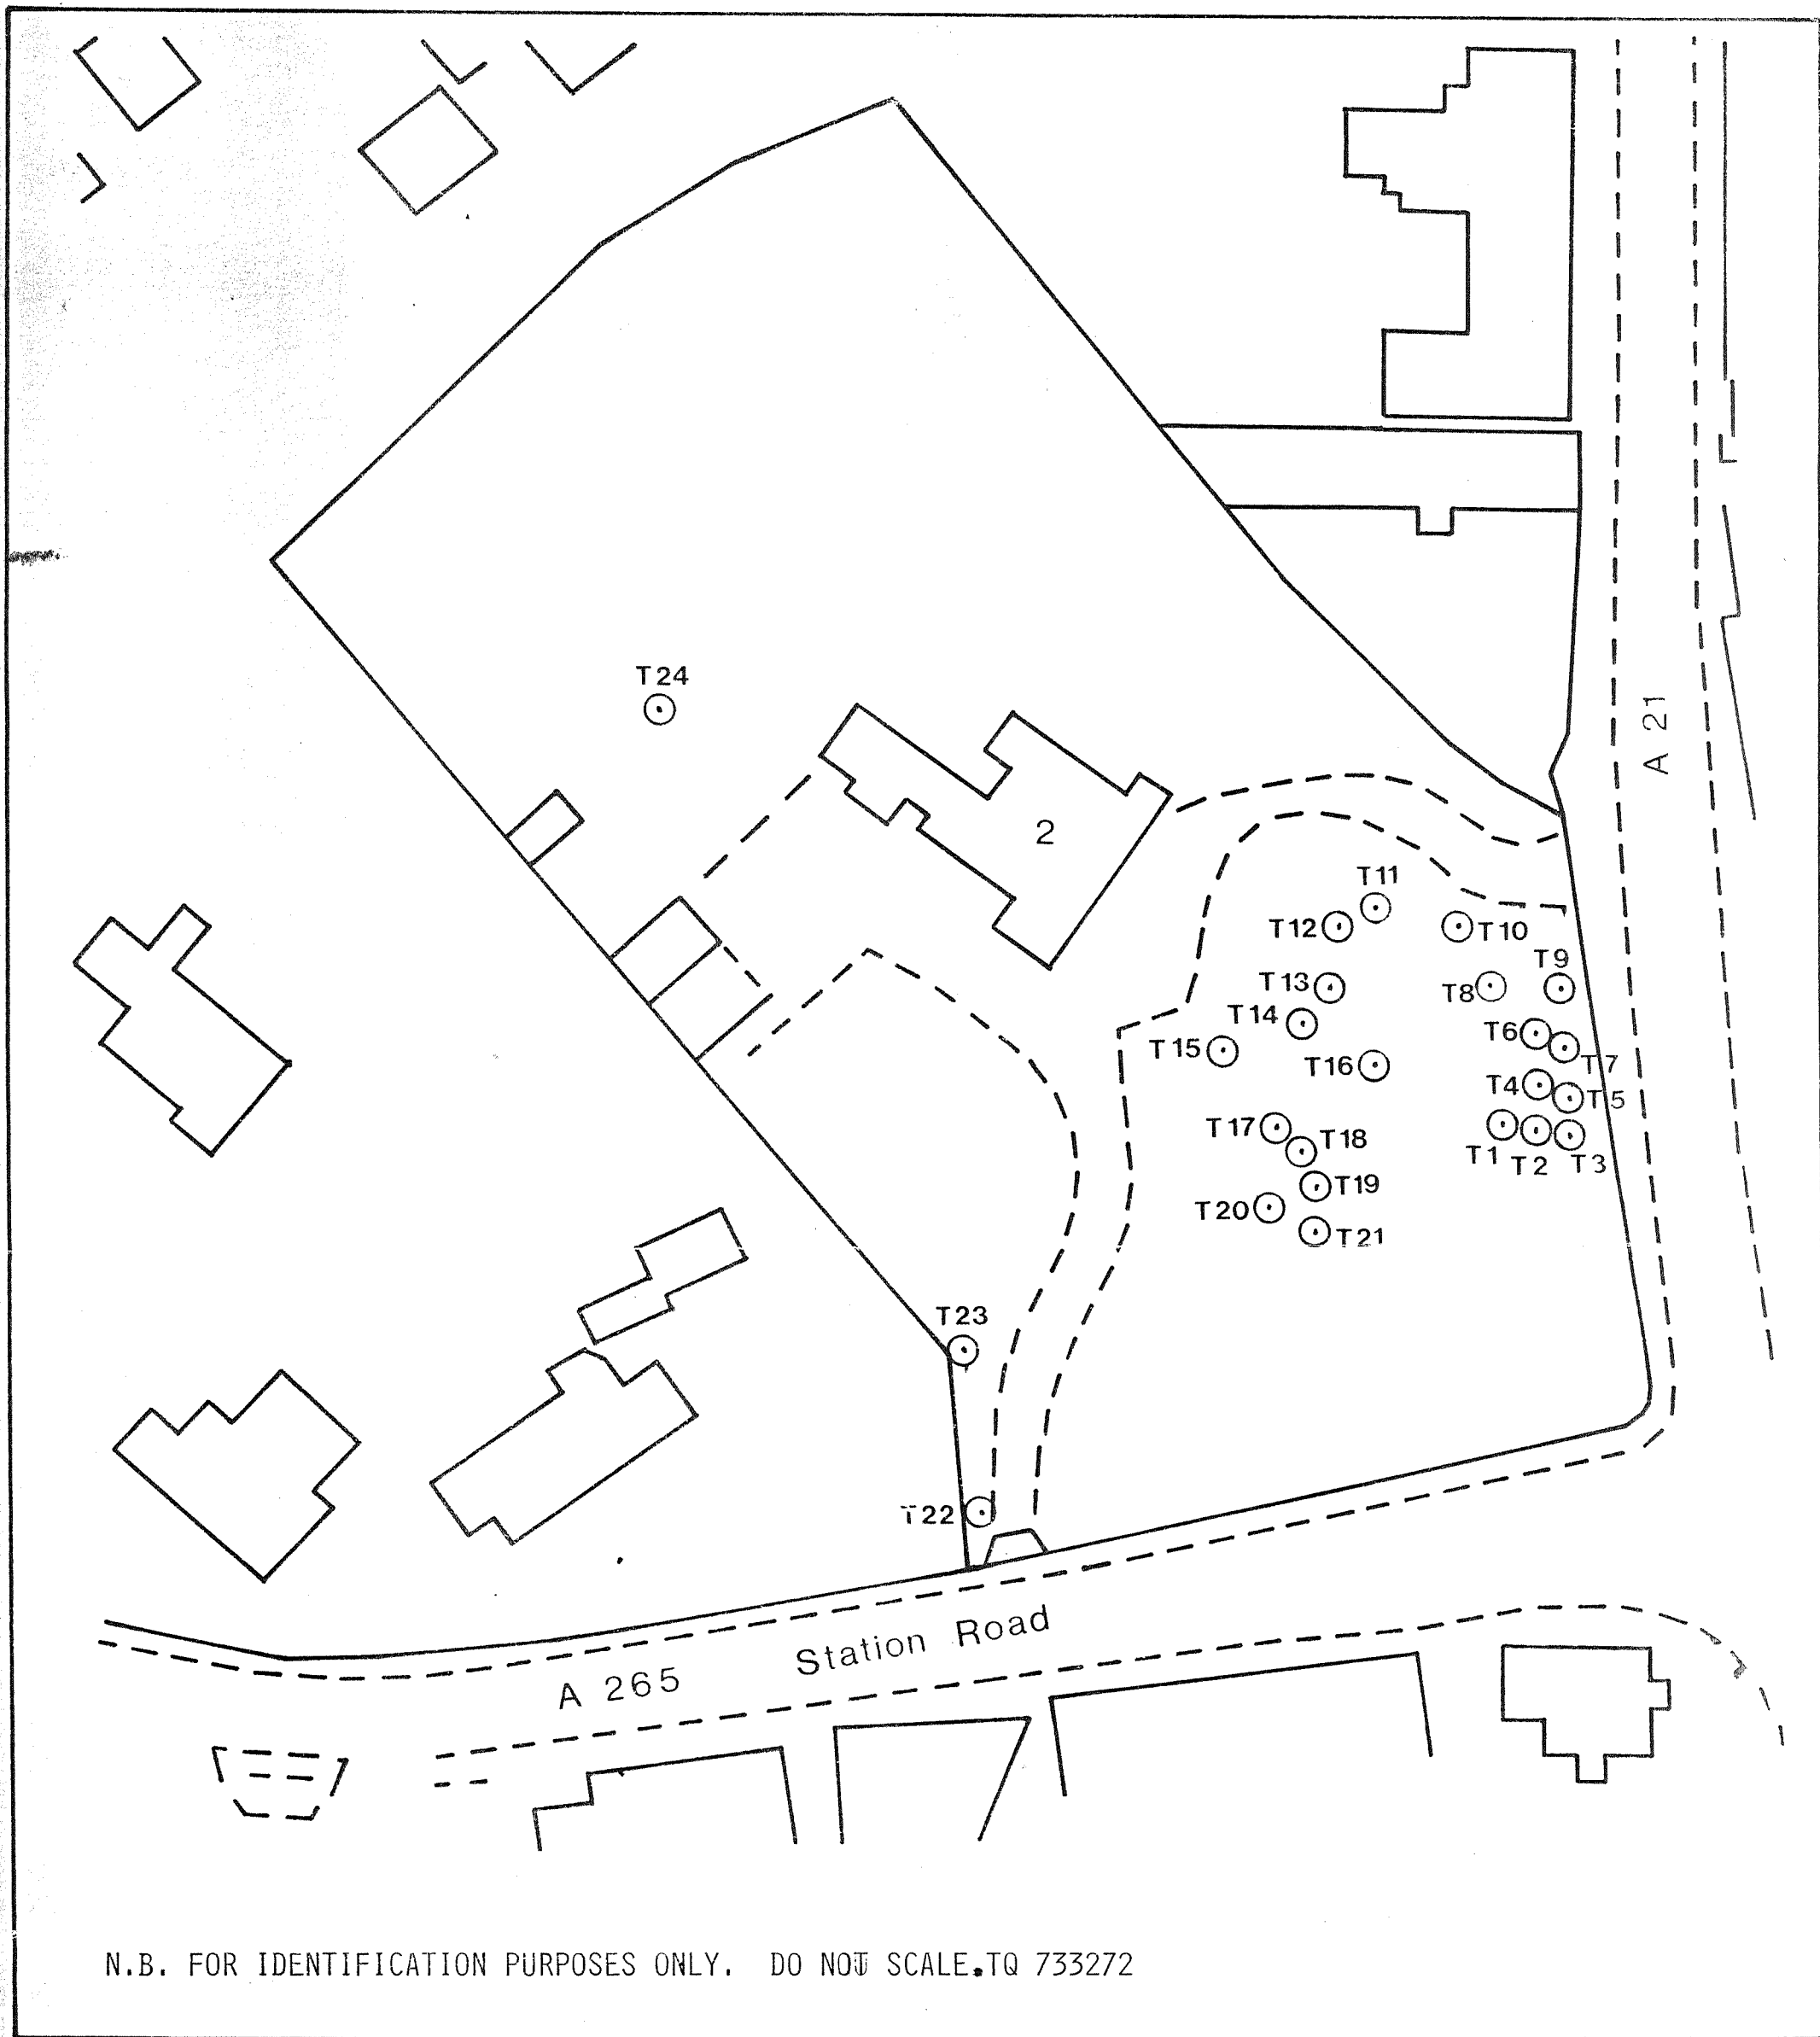 T24
A 21
2
T11
T12
T10
T9
T13
T8
T14
T6
T15
T7
T16
T4
T5
T17
T18
T1
T2
T3
T19
T20
T21
T23
T22
Station Road
A 265
N.B. FOR IDENTIFICATION PURPOSES ONLY. DO NOT SCALE.TQ 733272